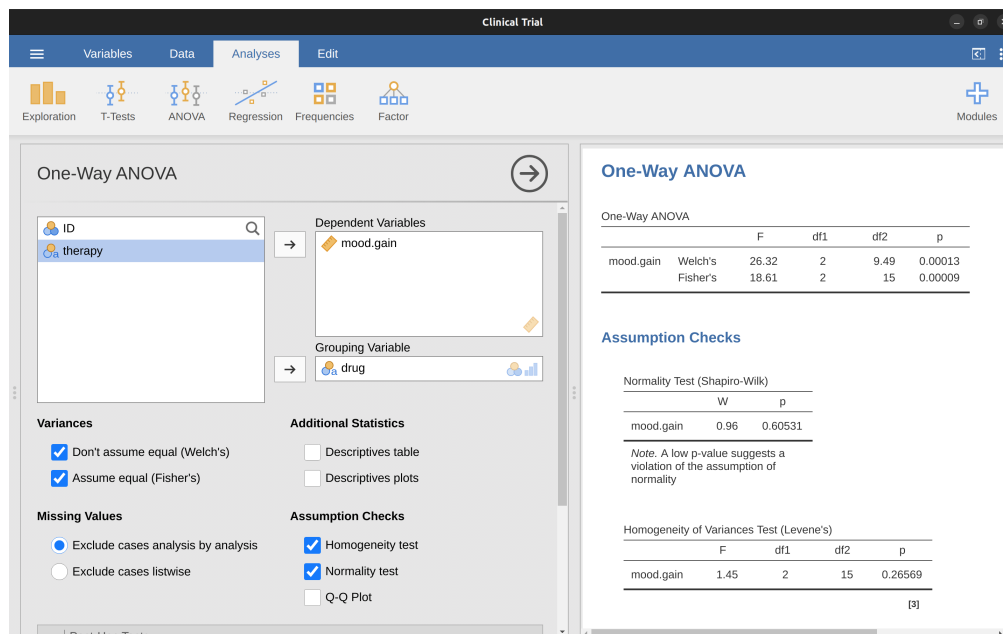 Clinical Trial
Variables Data Analyses Edit
Exploration T-Tests ANOVA Regression Frequencies Factor Modules
One-Way ANOVA
ID
therapy
Dependent Variables
mood.gain
Grouping Variable
a drug
Variances
Don't assume equal (Welch's)
Assume equal (Fisher's)
Additional Statistics
Descriptives table
Descriptives plots
Missing Values
Exclude cases analysis by analysis
Exclude cases listwise
Assumption Checks
Homogeneity test
Normality test
Q-Q Plot
One-Way ANOVA
One-Way ANOVA
F df1 df2 p
mood.gain Welch's 26.32 2 9.49 0.00013
Fisher's 18.61 2 15 0.00009
Assumption Checks
Normality Test (Shapiro-Wilk)
W p
mood.gain 0.96 0.60531
Note. A low p-value suggests a
violation of the assumption of
normality
Homogeneity of Variances Test (Levene's)
F df1 df2 p
mood.gain 1.45 2 15 0.26569
[3]